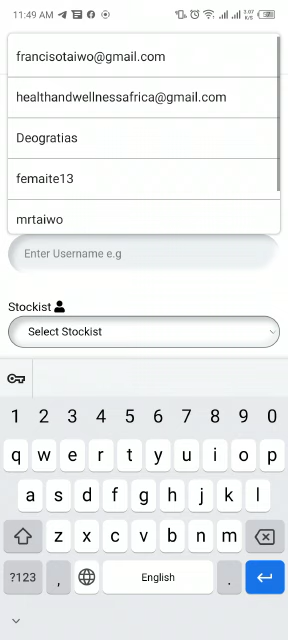 11:49 AM
francisotaiwo@gmail.com
healthandwellnessafrica@gmail.com
Deogratias
femaite13
mrtaiwo
Enter Username e.g
Stockist
Select Stockist
1 2 3 4 5 6 7 8 9 0
q w e r t y u i o p
a s d f g h j k l
z x c v b n m
?123 , English .